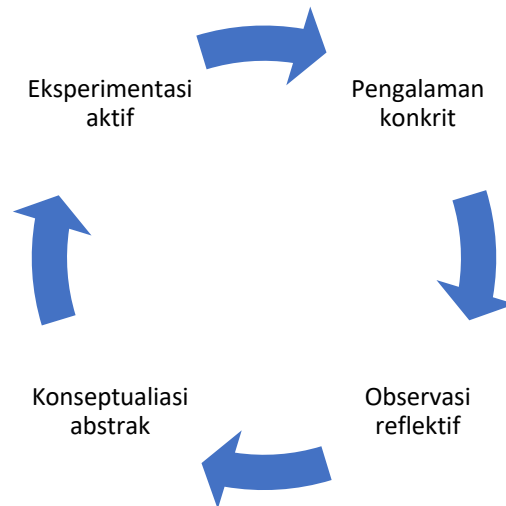 Eksperimentasi
aktif
Pengalaman
konkrit
Konseptualiasi
abstrak
Observasi
reflektif